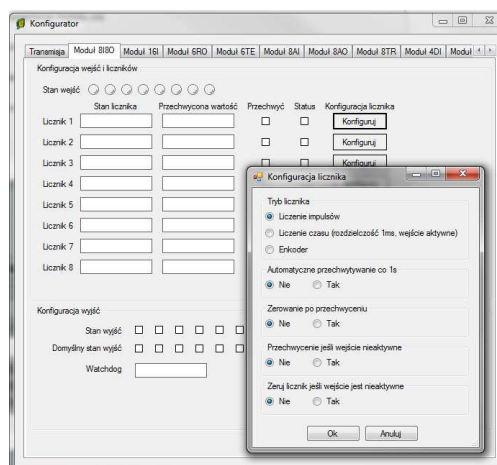 Konfigurator
Transmisja Moduł 8I8O Moduł 16I Moduł 6RO Moduł 6TE Moduł 8AI Moduł 8AO Moduł 8TR Moduł 4DI Moduł
Konfiguracja wejść i liczników
Stan wejść
Stan licznika Przechwycona wartość Przechwyć Status Konfiguracja licznika
Licznik 1 Konfiguruj
Licznik 2 Konfiguruj
Licznik 3 Konfiguruj
Licznik 4
Licznik 5
Licznik 6
Licznik 7
Licznik 8
Konfiguracja wyjść
Stan wyjść
Domyślny stan wyjść
Watchdog
Konfiguracja licznika
Tryb licznika
Liczenie impulsów
Liczenie czasu (rozdzielczość 1ms, wejście aktywne)
Enkoder
Automatyczne przechwytywanie co 1s
Nie Tak
Zerowanie po przechwyceniu
Nie Tak
Przechwycenie jeśli wejście nieaktywne
Nie Tak
Zeruj licznik jeśli wejście jest nieaktywne
Nie Tak
Ok Anuluj